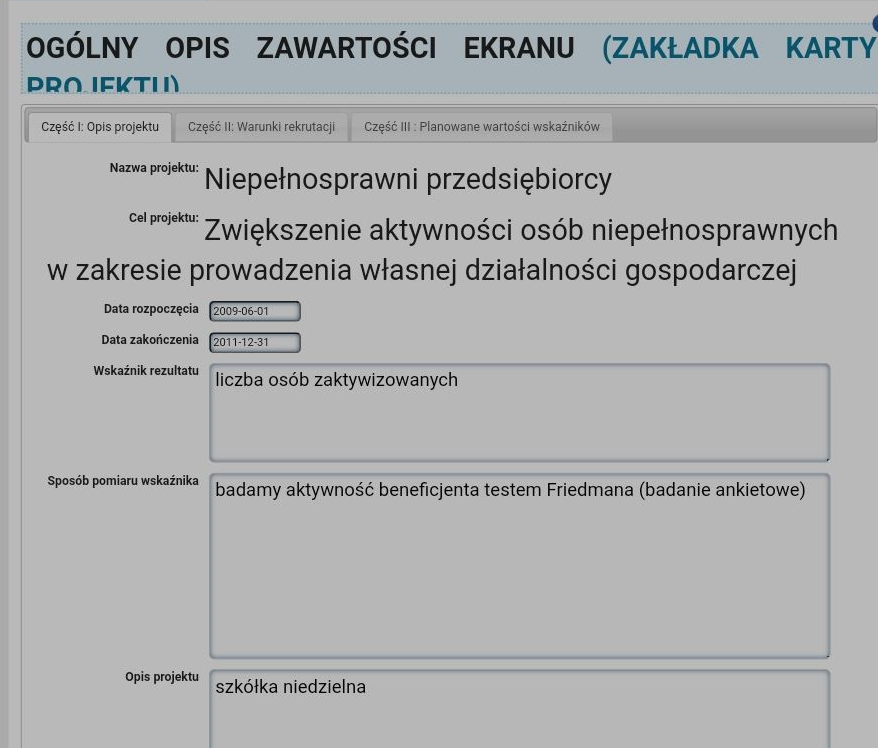 OGÓLNY OPIS ZAWARTOŚCI EKRANU (ZAKŁADKA KARTY
PROJEKTU)
Część I: Opis projektu Część II: Warunki rekrutacji Część III : Planowane wartości wskaźników
Nazwa projektu: Niepełnosprawni przedsiębiorcy
Cel projektu: Zwiększenie aktywności osób niepełnosprawnych
w zakresie prowadzenia własnej działalności gospodarczej
Data rozpoczęcia 2009-06-01
Data zakończenia 2011-12-31
Wskaźnik rezultatu liczba osób zaktywizowanych
Sposób pomiaru wskaźnika badamy aktywność beneficjenta testem Friedmana (badanie ankietowe)
Opis projektu szkółka niedzielna